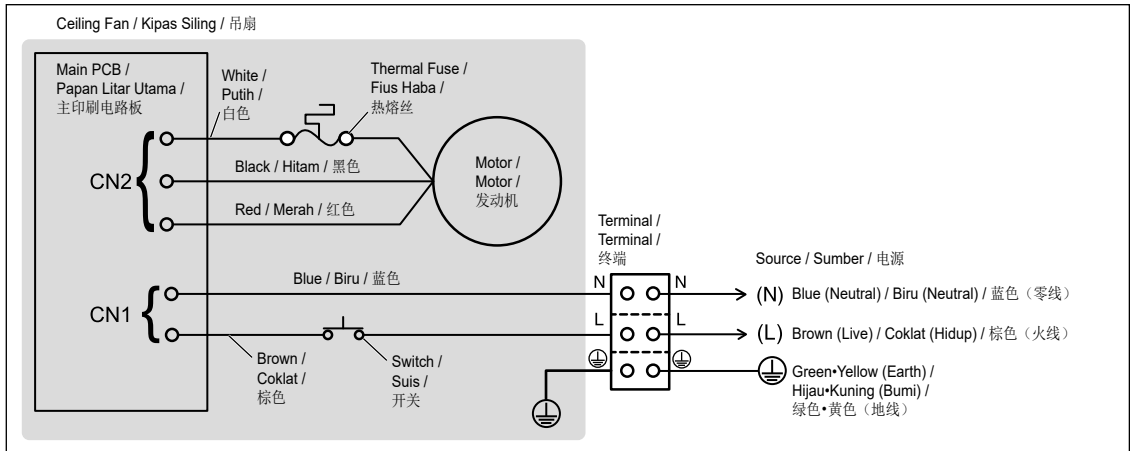 Ceiling Fan / Kipas Siling / 吊扇
Main PCB /
Papan Litar Utama /
主印刷电路板
White /
Putih /
白色
Thermal Fuse /
Fius Haba /
热熔丝
CN2
Black / Hitam / 黑色
Red / Merah / 红色
Motor /
Motor /
发动机
Terminal /
Terminal /
终端
Source / Sumber / 电源
CN1
Blue / Biru / 蓝色
N
N
(N) Blue (Neutral) / Biru (Neutral) / 蓝色（零线）
L
L
(L) Brown (Live) / Coklat (Hidup) / 棕色（火线）
Brown /
Coklat /
棕色
Switch /
Suis /
开关
Green•Yellow (Earth) /
Hijau•Kuning (Bumi) /
绿色•黄色（地线）